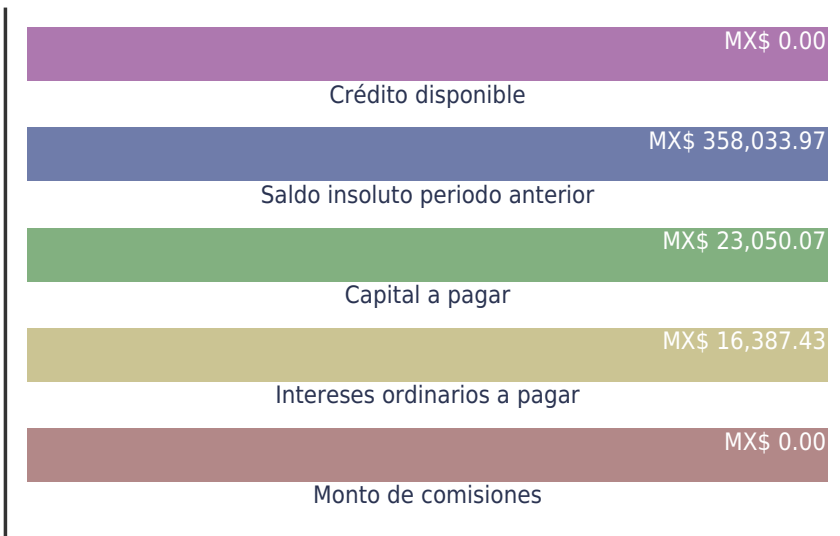 MX$ 0.00
Crédito disponible
MX$ 358,033.97
Saldo insoluto periodo anterior
MX$ 23,050.07
Capital a pagar
MX$ 16,387.43
Intereses ordinarios a pagar
MX$ 0.00
Monto de comisiones